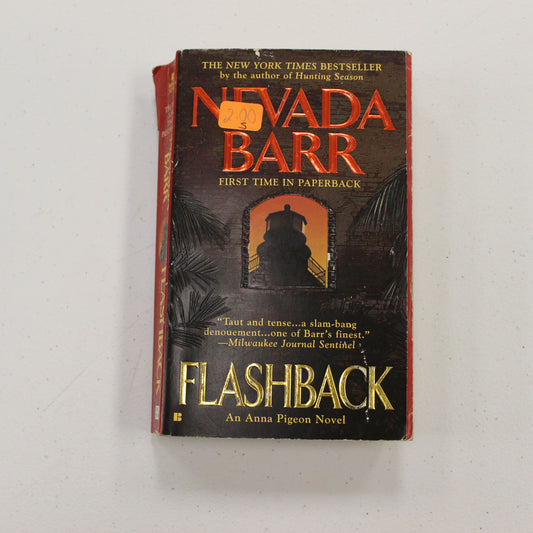 THE NEW YORK TIMES BESTSELLER
by the author of Hunting Season
NEVADA
2.00
S
BARR
FIRST TIME IN PAPERBACK
“Taut and tense...a slam-bang
denouement...one of Barr's finest.”
—Milwaukee Journal Sentinel
FLASHBACK
An Anna Pigeon Novel
B
BARR
FLASHBACK